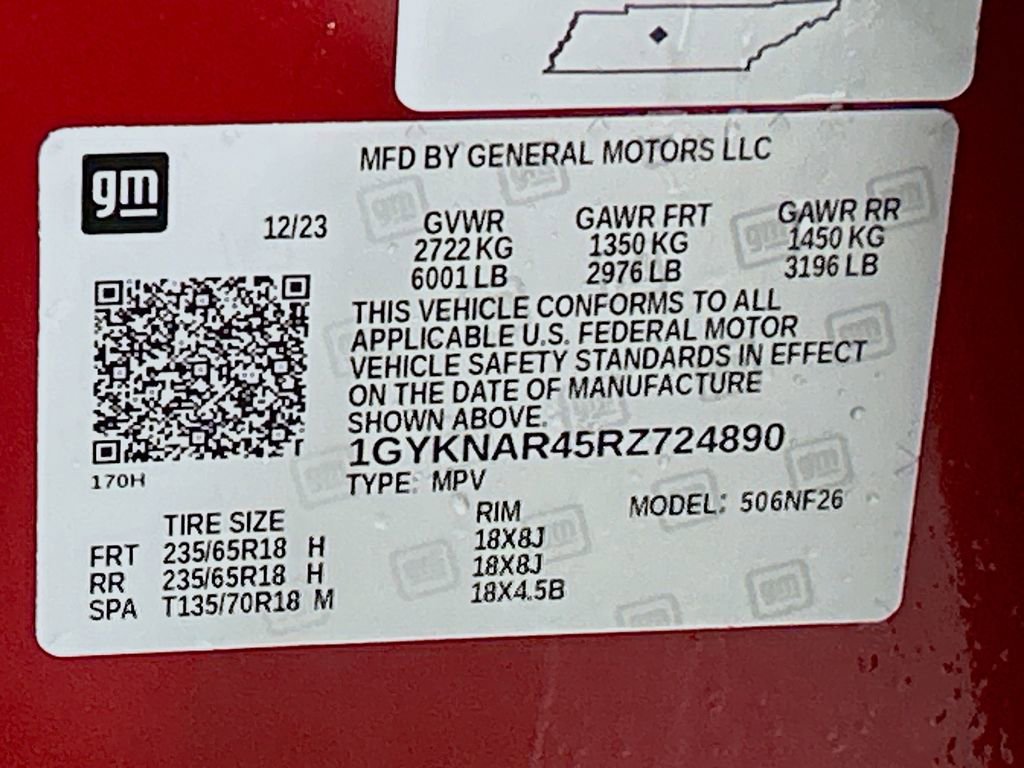 gm
MFD BY GENERAL MOTORS LLC
12/23
GVWR GAWR FRT GAWR RR
2722 KG 1350 KG 1450 KG
6001 LB 2976 LB 3196 LB
THIS VEHICLE CONFORMS TO ALL
APPLICABLE U.S. FEDERAL MOTOR
VEHICLE SAFETY STANDARDS IN EFFECT
ON THE DATE OF MANUFACTURE
SHOWN ABOVE.
1GYKNAR45RZ724890
170H
TYPE: MPV
MODEL: 506NF26
TIRE SIZE RIM
FRT 235/65R18 H 18X8J
RR 235/65R18 H 18X8J
SPA T135/70R18 M 18X4.5B